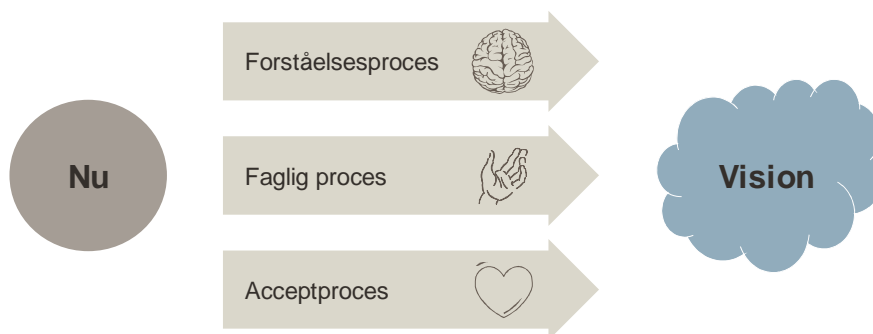 Forståelsesproces
Nu
Faglig proces
Vision
Acceptproces